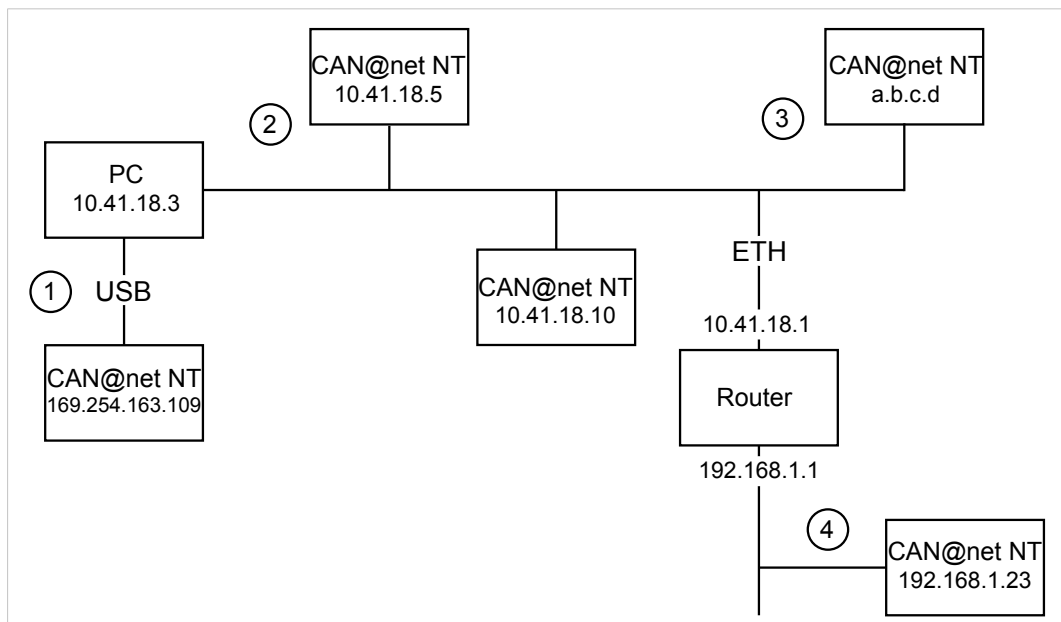 CAN@net NT
10.41.18.5
2
CAN@net NT
a.b.c.d
3
PC
10.41.18.3
1
USB
CAN@net NT
169.254.163.109
CAN@net NT
10.41.18.10
ETH
10.41.18.1
Router
192.168.1.1
4
CAN@net NT
192.168.1.23